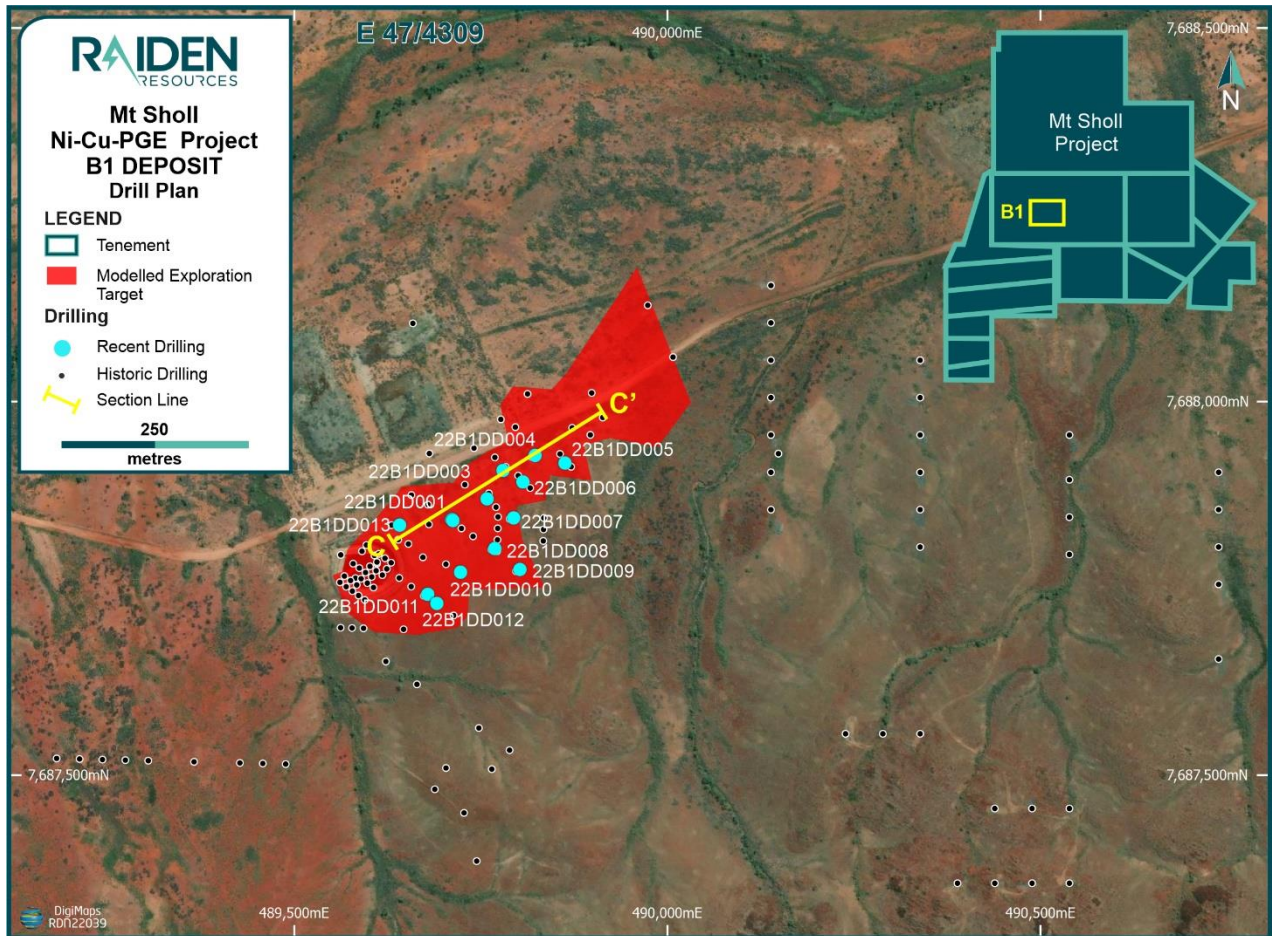 RAIDEN
RESOURCES
Mt Sholl
Ni-Cu-PGE Project
B1 DEPOSIT
Drill Plan
LEGEND
Tenement
Modelled Exploration
Target
Drilling
Recent Drilling
Historic Drilling
Section Line
250
metres
E 47/4309
490,000mE
7,688,500mN
N
Mt Sholl
Project
B1
7,688,000mN
C'
22B1DD004
22B1DD005
22B1DD003
22B1DD006
22B1DD001
22B1DD013
22B1DD007
C
22B1DD008
22B1DD009
22B1DD010
22B1DD011
22B1DD012
7,687,500mN
7,687,500mN
489,500mE
490,000mE
490,500mE
DigiMaps
RDN22039